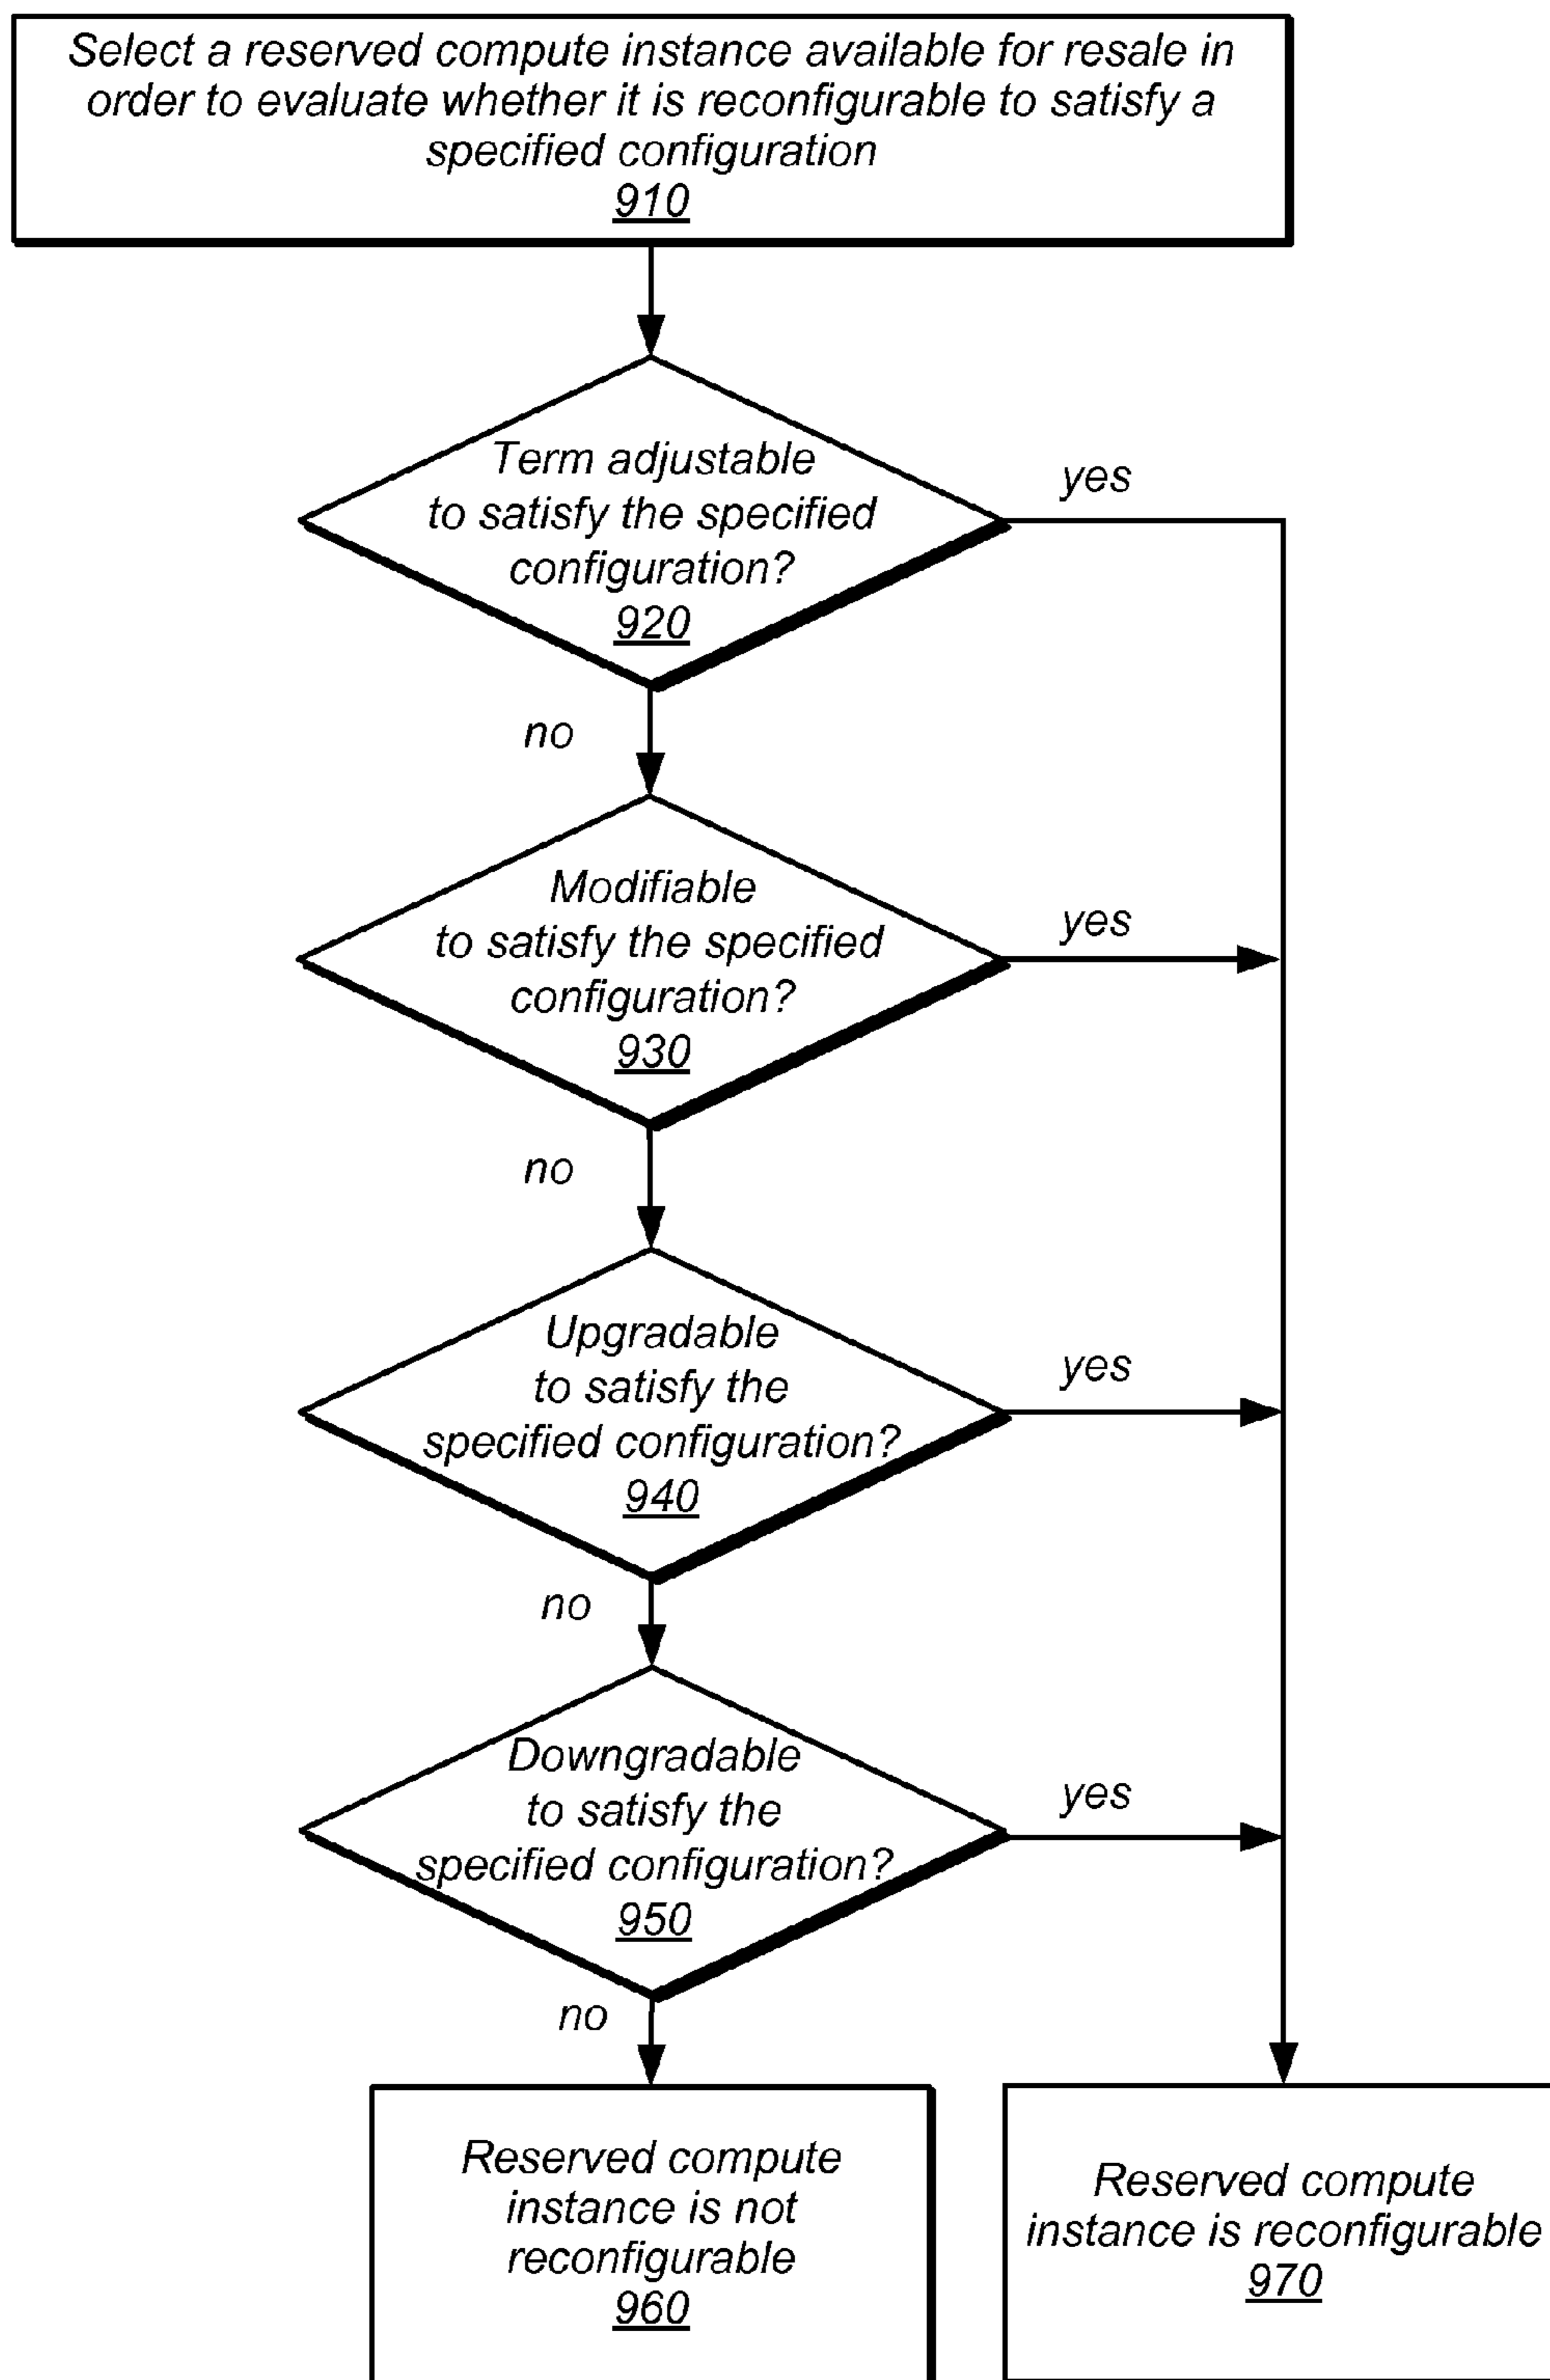 Select a reserved compute instance available for resale in
order to evaluate whether it is reconfigurable to satisfy a
specified configuration
910
Term adjustable
to satisfy the specified
configuration?
920
yes
no
Modifiable
to satisfy the specified
configuration?
930
yes
no
Upgradable
to satisfy the
specified configuration?
940
yes
no
Downgradable
to satisfy the
specified configuration?
950
yes
no
Reserved compute
instance is not
reconfigurable
960
Reserved compute
instance is reconfigurable
970